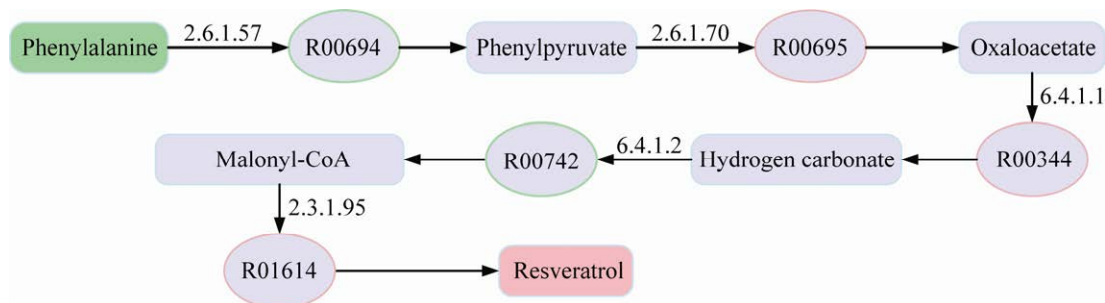 Phenylalanine
2.6.1.57
R00694
Phenylpyruvate
2.6.1.70
R00695
Oxaloacetate
6.4.1.1
R00344
Hydrogen carbonate
6.4.1.2
R00742
Malonyl-CoA
2.3.1.95
R01614
Resveratrol